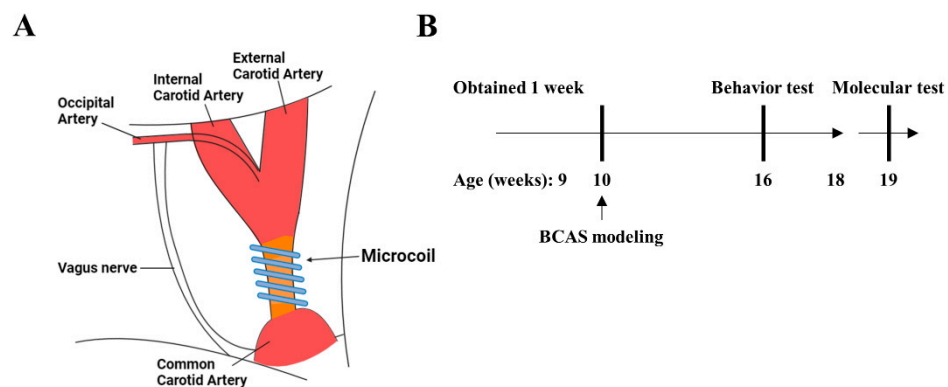 A
External
Carotid Artery
Internal
Carotid Artery
Occipital
Artery
Microcoil
Vagus nerve
Common
Carotid Artery
B
Obtained 1 week
Behavior test
Molecular test
Age (weeks): 9
10
16
18
19
BCAS modeling